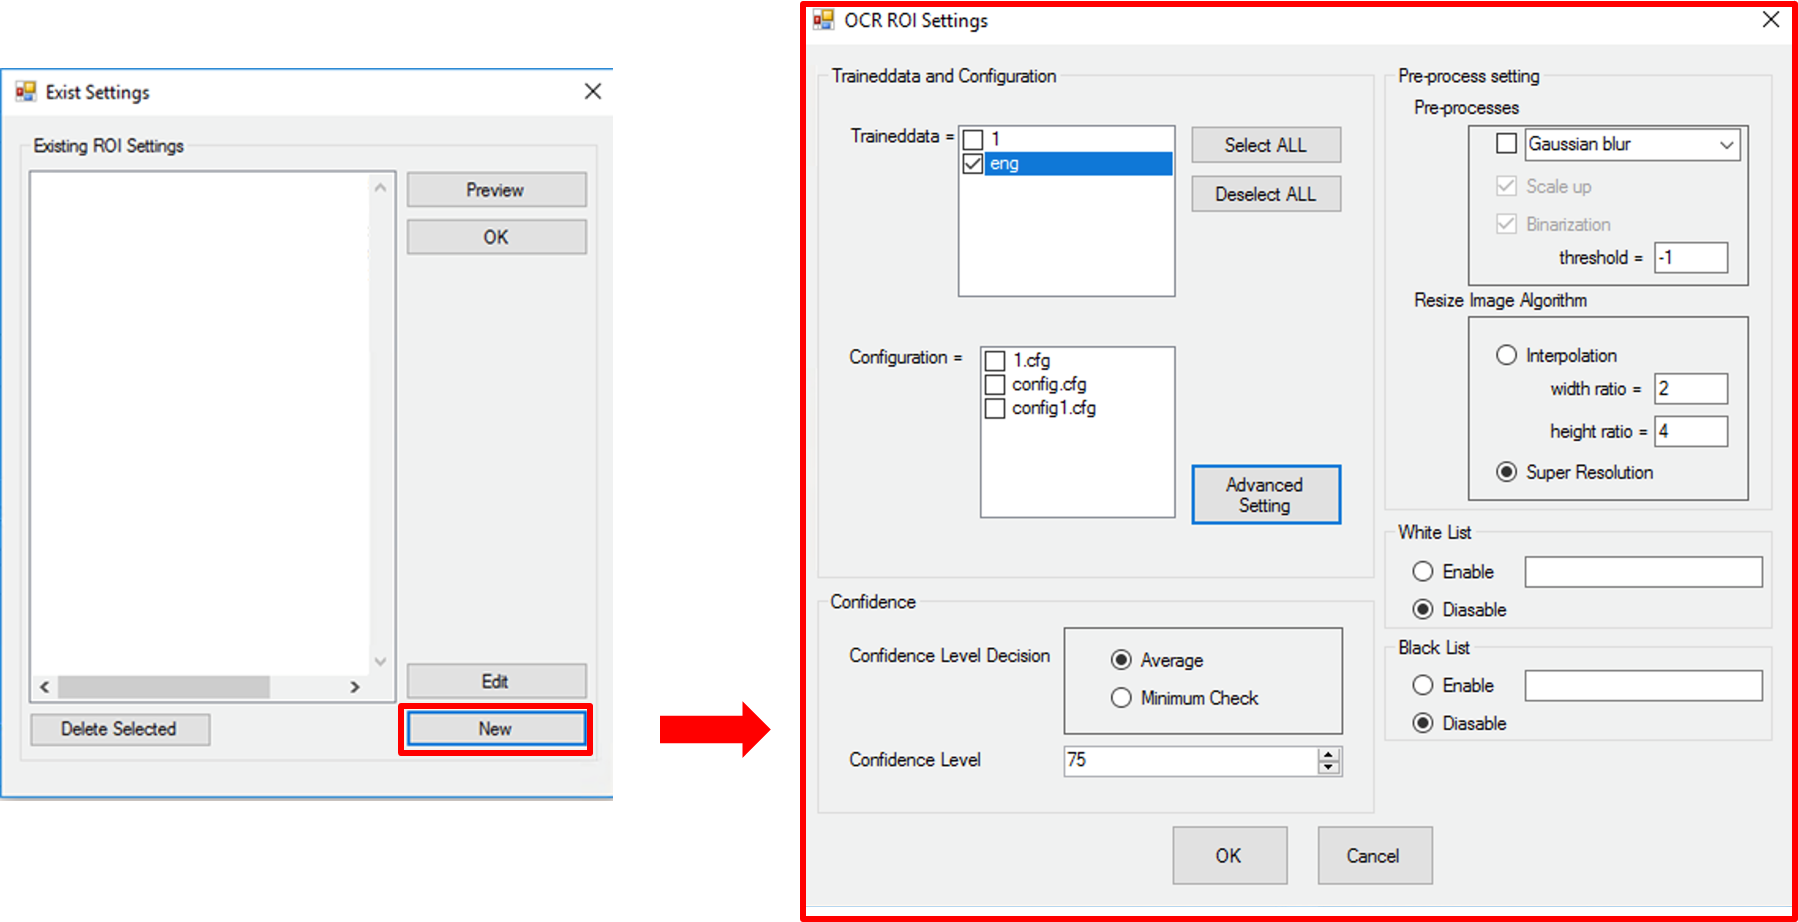 Exist Settings
Existing ROI Settings
Preview
OK
Edit
Delete Selected
New
OCR ROI Settings
Traineddata and Configuration
Traineddata =
1
eng
Select ALL
Deselect ALL
Configuration =
1.cfg
config.cfg
config1.cfg
Advanced
Setting
Confidence
Confidence Level Decision
Average
Minimum Check
Confidence Level
75
Pre-process setting
Pre-processes
Gaussian blur
Scale up
Binarization
threshold = -1
Resize Image Algorithm
Interpolation
width ratio = 2
height ratio = 4
Super Resolution
White List
Enable
Diasable
Black List
Enable
Diasable
OK
Cancel